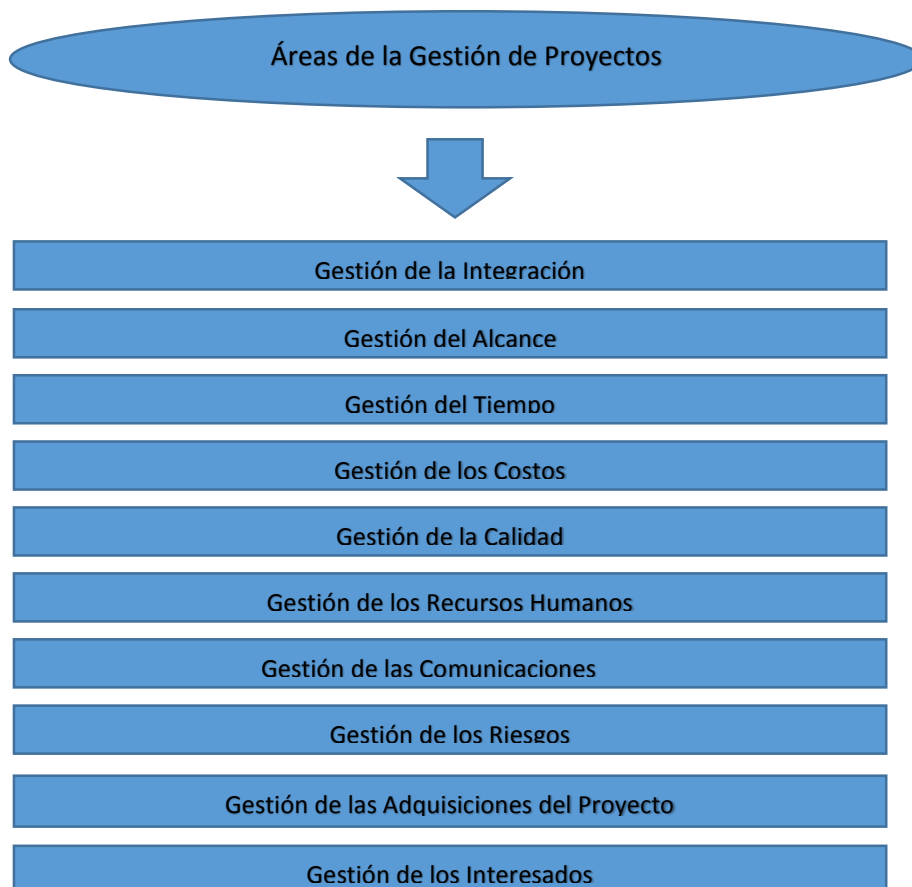 Áreas de la Gestión de Proyectos
Gestión de la Integración
Gestión del Alcance
Gestión del Tiempo
Gestión de los Costos
Gestión de la Calidad
Gestión de los Recursos Humanos
Gestión de las Comunicaciones
Gestión de los Riesgos
Gestión de las Adquisiciones del Proyecto
Gestión de los Interesados